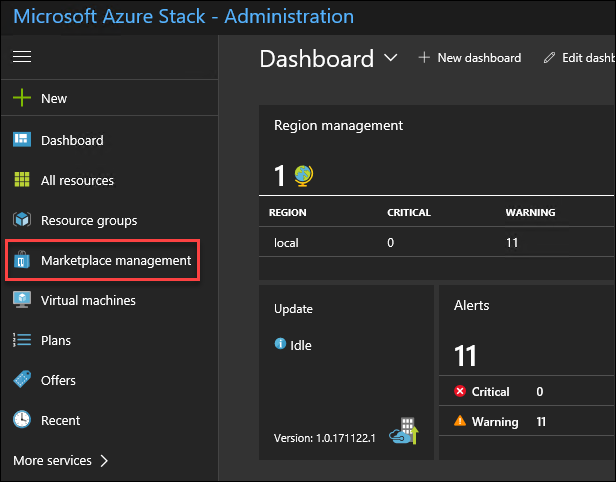 Microsoft Azure Stack - Administration
Dashboard
New dashboard
Edit dashb
New
Dashboard
All resources
Resource groups
Marketplace management
Virtual machines
Plans
Offers
Recent
More services
Region management
1
REGION CRITICAL WARNING
local 0 11
Update
Idle
Version: 1.0.171122.1
Alerts
11
Critical 0
Warning 11